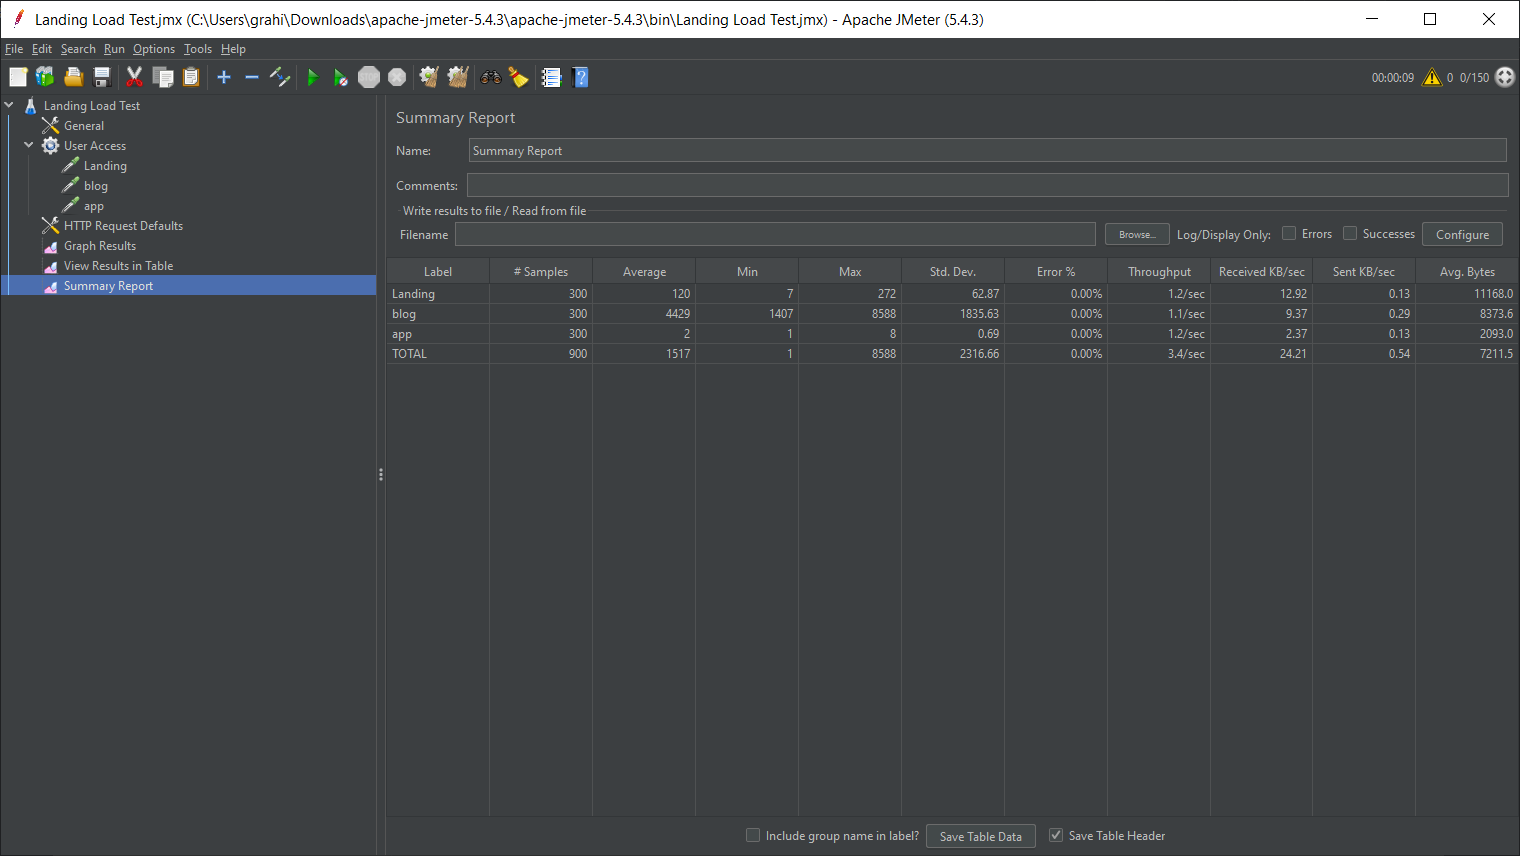 Landing Load Test.jmx (C:\Users\grahi\Downloads\apache-jmeter-5.4.3\apache-jmeter-5.4.3\bin\Landing Load Test.jmx) - Apache JMeter (5.4.3)
File Edit Search Run Options Tools Help
STOP 00:00:09 0 0/150
Landing Load Test
General
User Access
Landing
blog
app
HTTP Request Defaults
Graph Results
View Results in Table
Summary Report
Summary Report
Name: Summary Report
Comments:
Write results to file / Read from file
Filename Browse... Log/Display Only: Errors Successes Configure
Label # Samples Average Min Max Std. Dev. Error % Throughput Received KB/sec Sent KB/sec Avg. Bytes
Landing 300 120 7 272 62.87 0.00% 1.2/sec 12.92 0.13 11168.0
blog 300 4429 1407 8588 1835.63 0.00% 1.1/sec 9.37 0.29 8373.6
app 300 2 1 8 0.69 0.00% 1.2/sec 2.37 0.13 2093.0
TOTAL 900 1517 1 8588 2316.66 0.00% 3.4/sec 24.21 0.54 7211.5
Include group name in label? Save Table Data Save Table Header